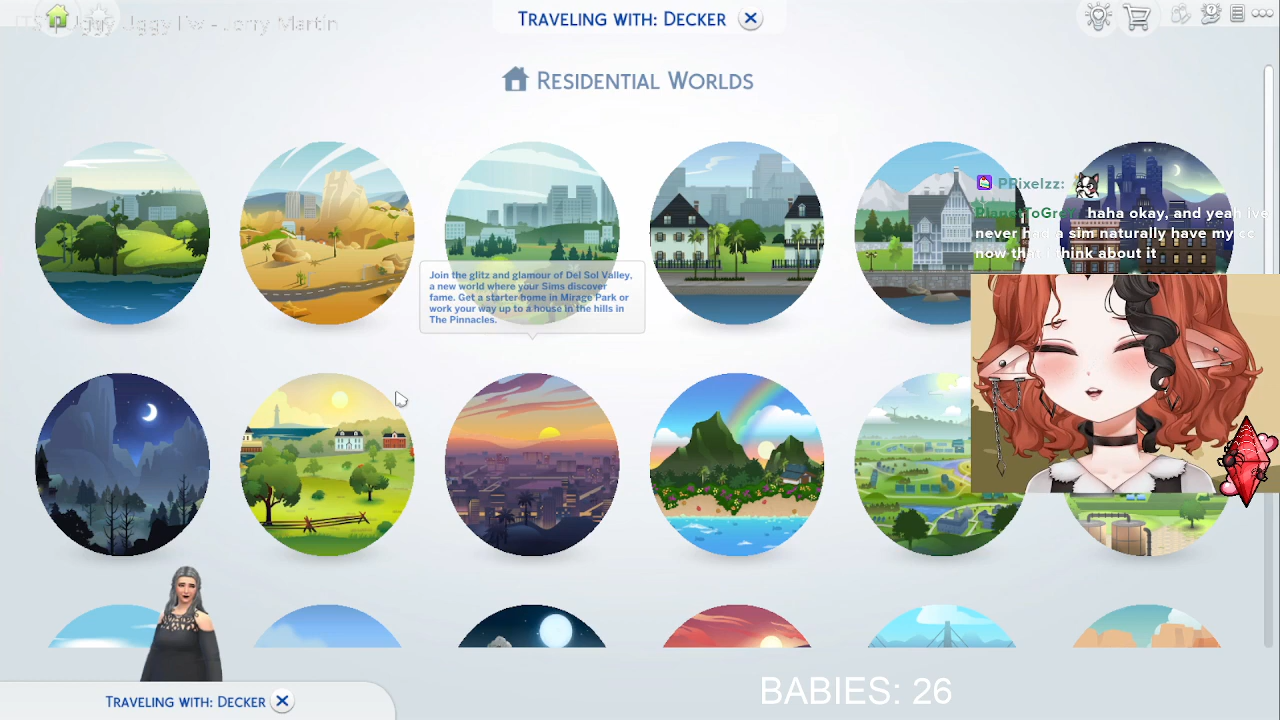 TRAVELING WITH: DECKER
RESIDENTIAL WORLDS
PRixelzz:
haha okay, and yeah ive
never had a sim naturally have my cc
now that i think about it
Join the glitz and glamour of Del Sol Valley,
a new world where your Sims discover
fame. Get a starter home in Mirage Park or
work your way up to a house in the hills in
The Pinnacles.
TRAVELING WITH: DECKER
BABIES: 26